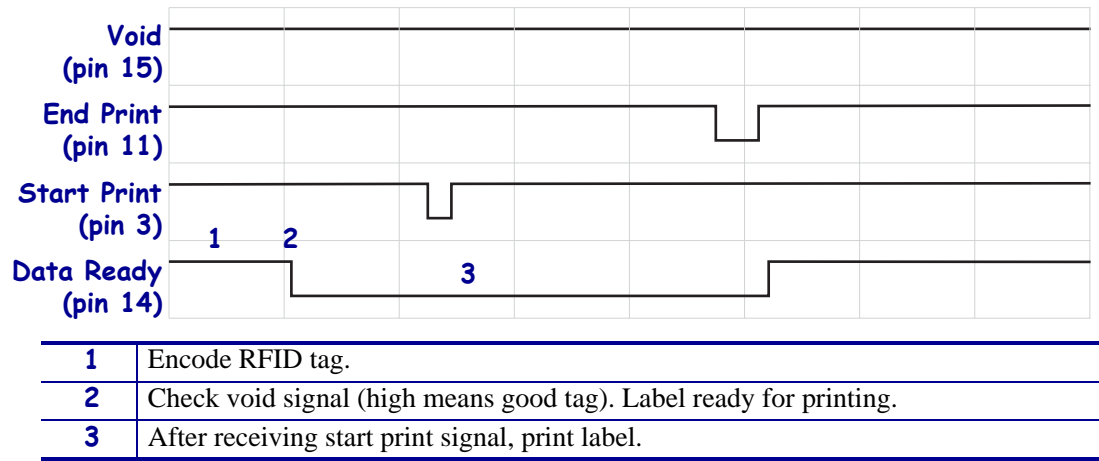 Void
(pin 15)
End Print
(pin 11)
Start Print
(pin 3)
1 2
Data Ready
(pin 14)
3
1 Encode RFID tag.
2 Check void signal (high means good tag). Label ready for printing.
3 After receiving start print signal, print label.